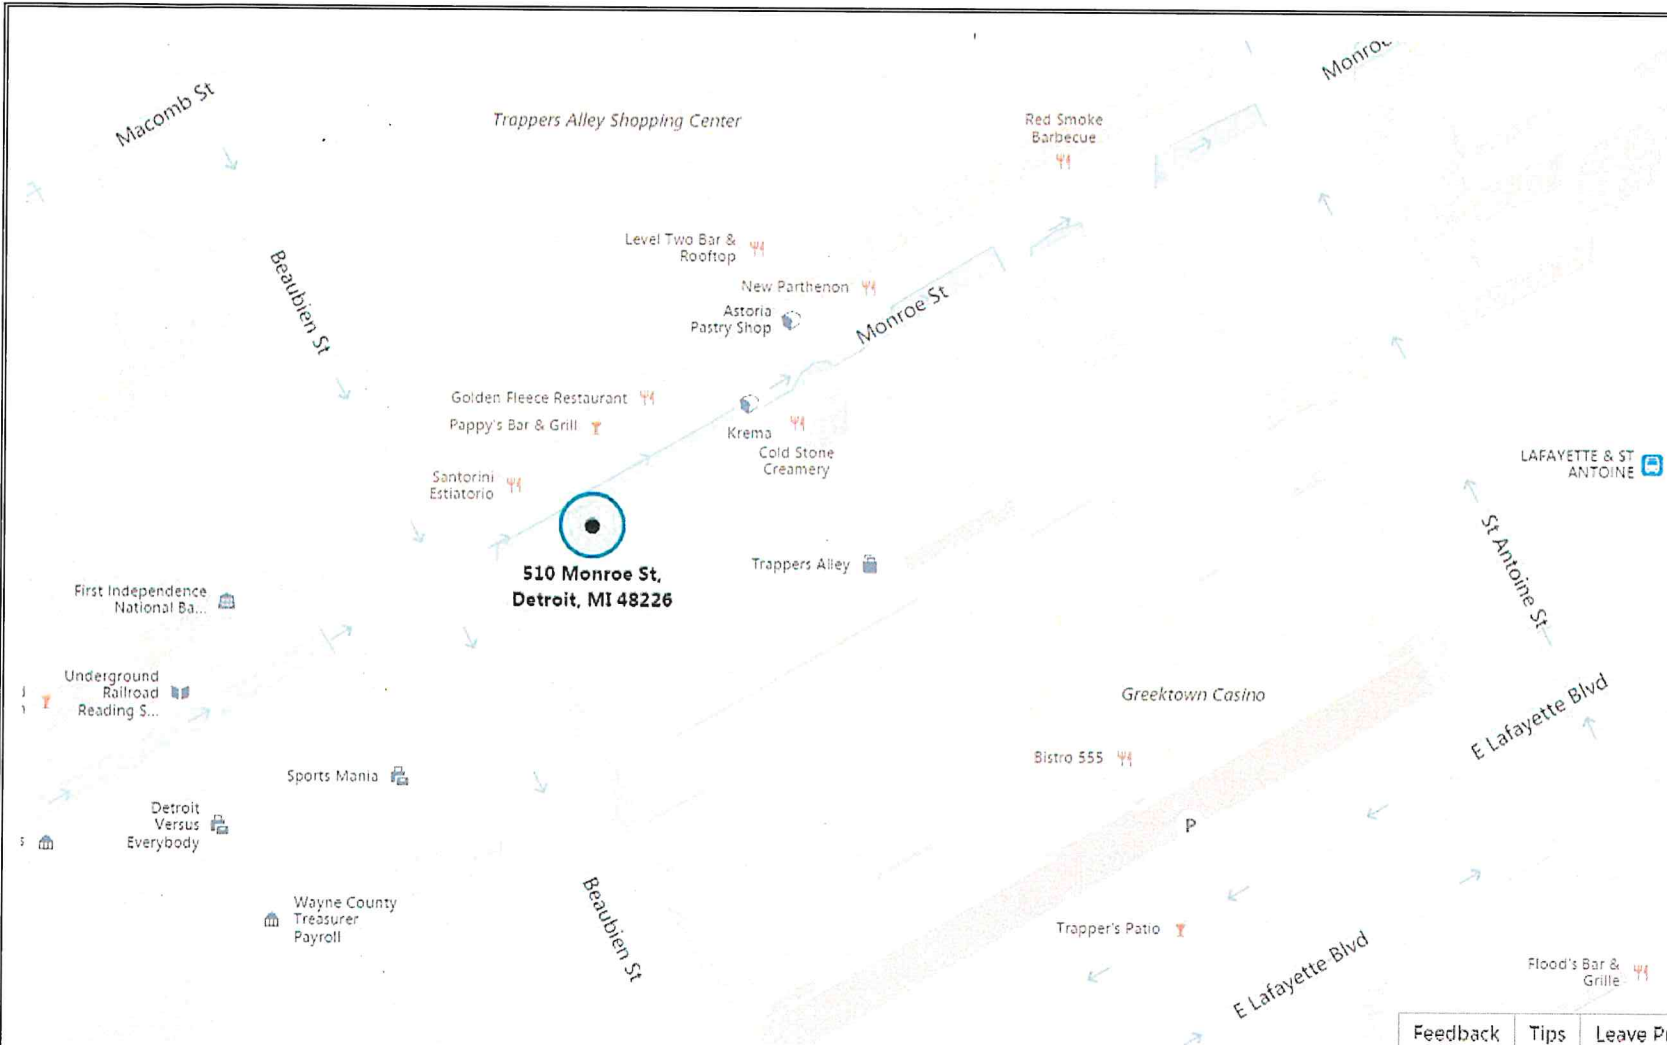 Monroe
Macomb St
Trappers Alley Shopping Center
Red Smoke
Barbecue
Level Two Bar &
Rooftop
Beaubien St
New Parthenon
Astoria
Pastry Shop
Monroe St
Golden Fleece Restaurant
Pappy's Bar & Grill
Krema
Cold Stone
Creamery
Santorini
Estiatorio
LAFAYETTE & ST
ANTOINE
510 Monroe St,
Detroit, MI 48226
Trappers Alley
St Antoine St
First Independence
National Ba...
Underground
Railroad
Reading S...
Greektown Casino
E Lafayette Blvd
Bistro 555
Sports Mania
Detroit
Versus
Everybody
P
Wayne County
Treasurer
Payroll
Beaubien St
Trapper's Patio
E Lafayette Blvd
Flood's Bar &
Grille
Feedback
Tips
Leave